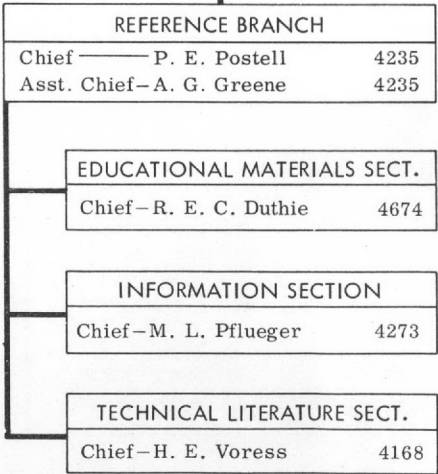 REFERENCE BRANCH
Chief — P. E. Postell 4235
Asst. Chief—A. G. Greene 4235
EDUCATIONAL MATERIALS SECT.
Chief—R. E. C. Duthie 4674
INFORMATION SECTION
Chief—M. L. Pflueger 4273
TECHNICAL LITERATURE SECT.
Chief—H. E. Voress 4168